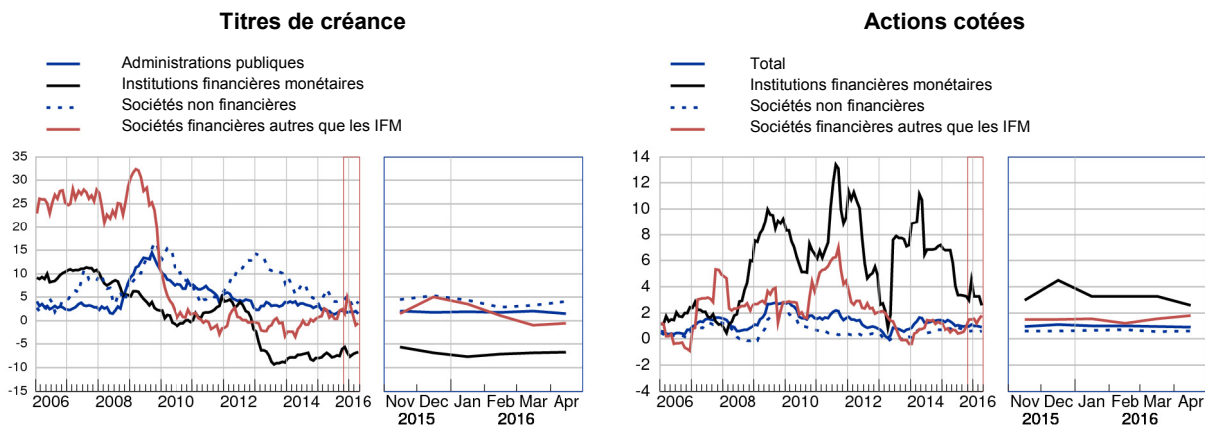 Titres de créance
Administrations publiques
Institutions financières monétaires
Sociétés non financières
Sociétés financières autres que les IFM
35
30
25
20
15
10
5
0
-5
-10
-15
2006 2008 2010 2012 2014 2016
Nov Dec Jan Feb Mar Apr
2015 2016
Actions cotées
Total
Institutions financières monétaires
Sociétés non financières
Sociétés financières autres que les IFM
14
12
10
8
6
4
2
0
-2
-4
2006 2008 2010 2012 2014 2016
Nov Dec Jan Feb Mar Apr
2015 2016